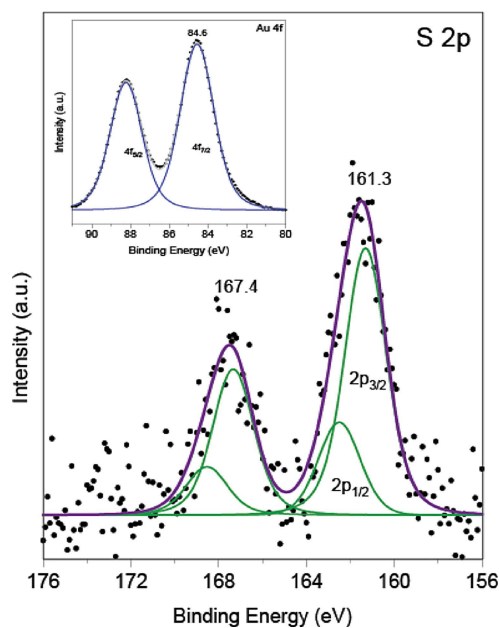 Au 4f
84.6
4f5/2
4f7/2
Intensity (a.u.)
90 88 86 84 82 80
Binding Energy (eV)
S 2p
161.3
167.4
2p3/2
2p1/2
Intensity (a.u.)
176 172 168 164 160 156
Binding Energy (eV)